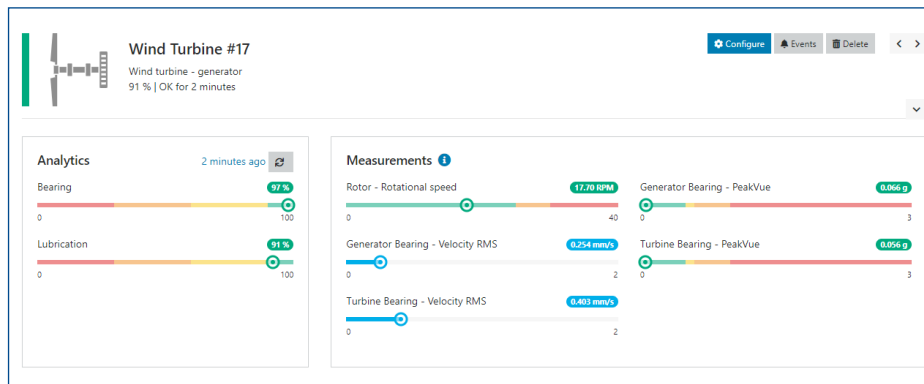 Wind Turbine #17
Configure
Events
Delete
Wind turbine - generator
91 % | OK for 2 minutes
Analytics
2 minutes ago
Bearing
97 %
0
100
Lubrication
91 %
0
100
Measurements
Rotor - Rotational speed
17.70 RPM
0
40
Generator Bearing - Velocity RMS
0.254 mm/s
0
2
Turbine Bearing - Velocity RMS
0.403 mm/s
0
2
Generator Bearing - PeakVue
0.066 g
0
3
Turbine Bearing - PeakVue
0.056 g
0
3